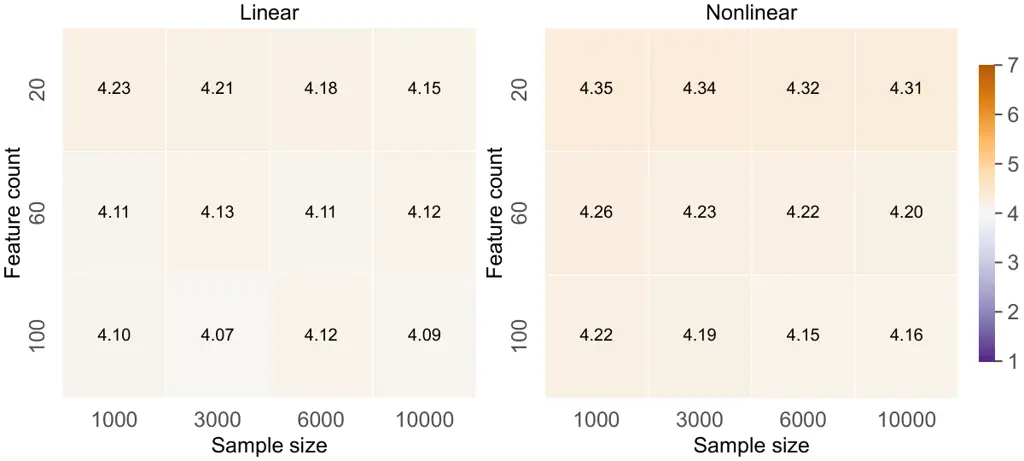 Linear
Nonlinear
Feature count
20
4.23 4.21 4.18 4.15
60
4.11 4.13 4.11 4.12
100
4.10 4.07 4.12 4.09
1000 3000 6000 10000
Sample size
Feature count
20
4.35 4.34 4.32 4.31
60
4.26 4.23 4.22 4.20
100
4.22 4.19 4.15 4.16
1000 3000 6000 10000
Sample size
7
6
5
4
3
2
1